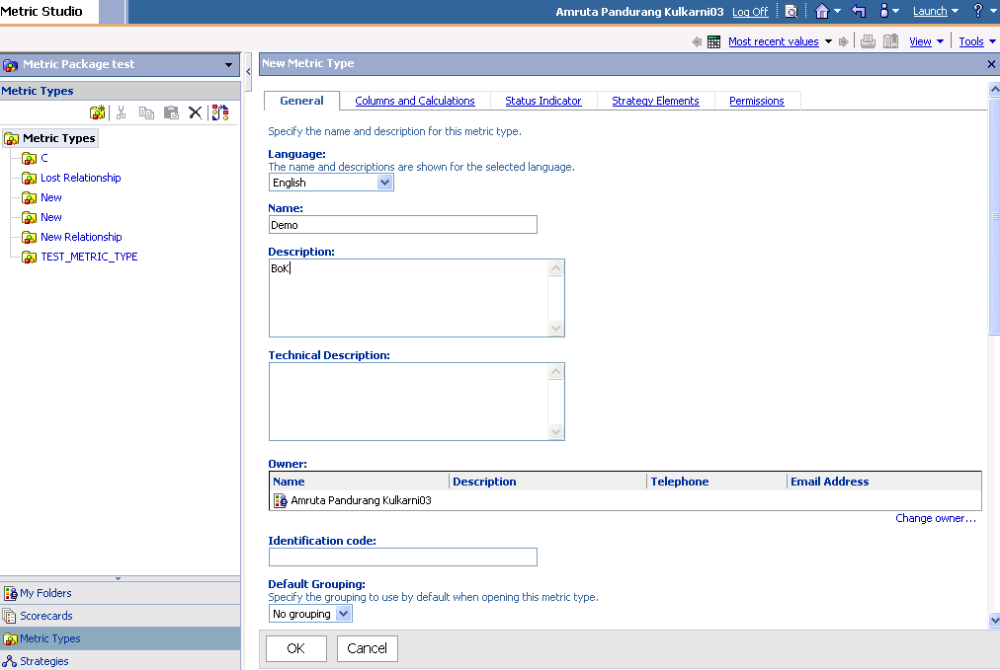 Metric Studio
Amruta Pandurang Kulkarni03 Log Off Launch ?
Most recent values View Tools
Metric Package test
Metric Types
Metric Types
C
Lost Relationship
New
New
New Relationship
TEST_METRIC_TYPE
My Folders
Scorecards
Metric Types
Strategies
New Metric Type
General Columns and Calculations Status Indicator Strategy Elements Permissions
Specify the name and description for this metric type.
Language:
The name and descriptions are shown for the selected language.
English
Name:
Demo
Description:
BoK
Technical Description:
Owner:
Name Description Telephone Email Address
Amruta Pandurang Kulkarni03
Change owner...
Identification code:
Default Grouping:
Specify the grouping to use by default when opening this metric type.
No grouping
OK Cancel